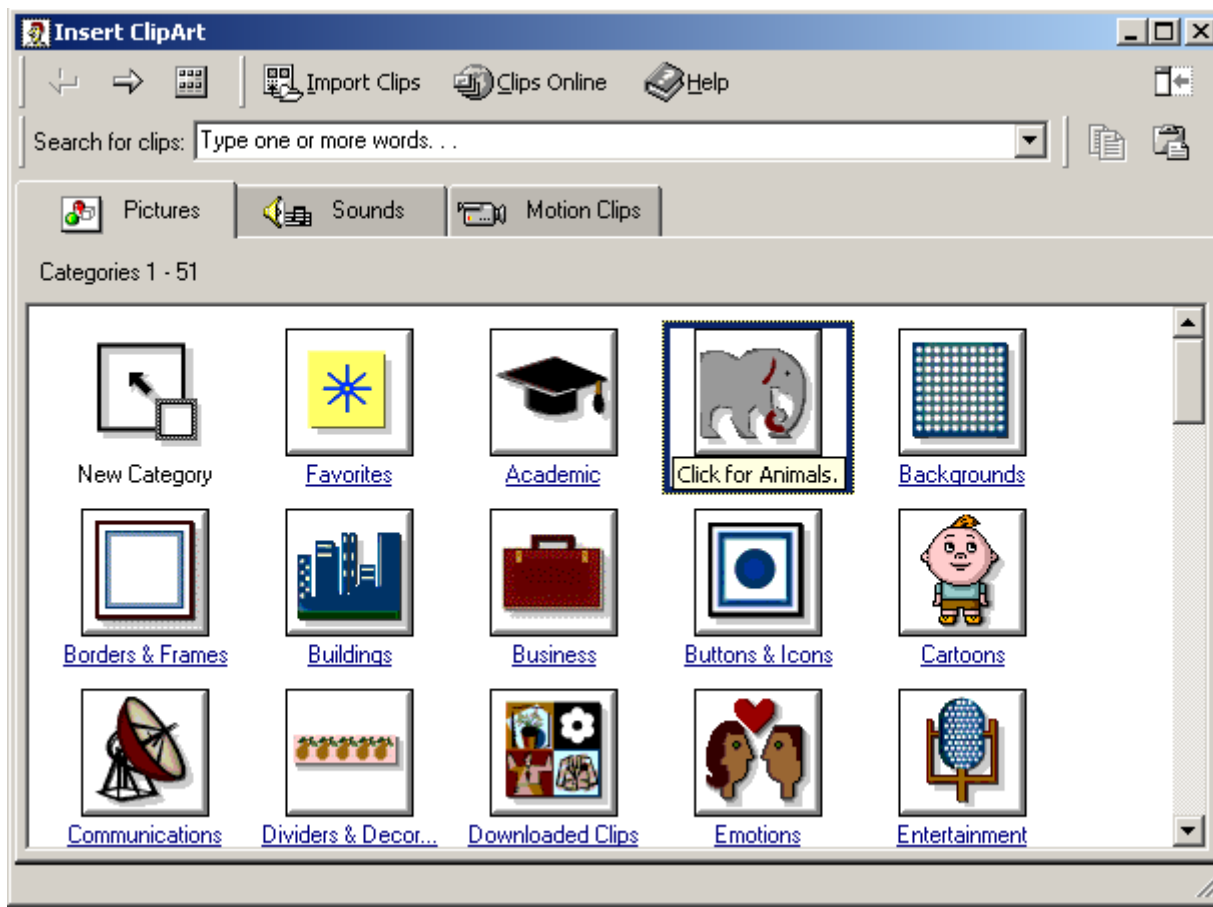 Insert ClipArt
Import Clips Clips Online Help
Search for clips: Type one or more words. . .
Pictures Sounds Motion Clips
Categories 1 - 51
New Category Favorites Academic Click for Animals. Backgrounds
Borders & Frames Buildings Business Buttons & Icons Cartoons
Communications Dividers & Decor... Downloaded Clips Emotions Entertainment